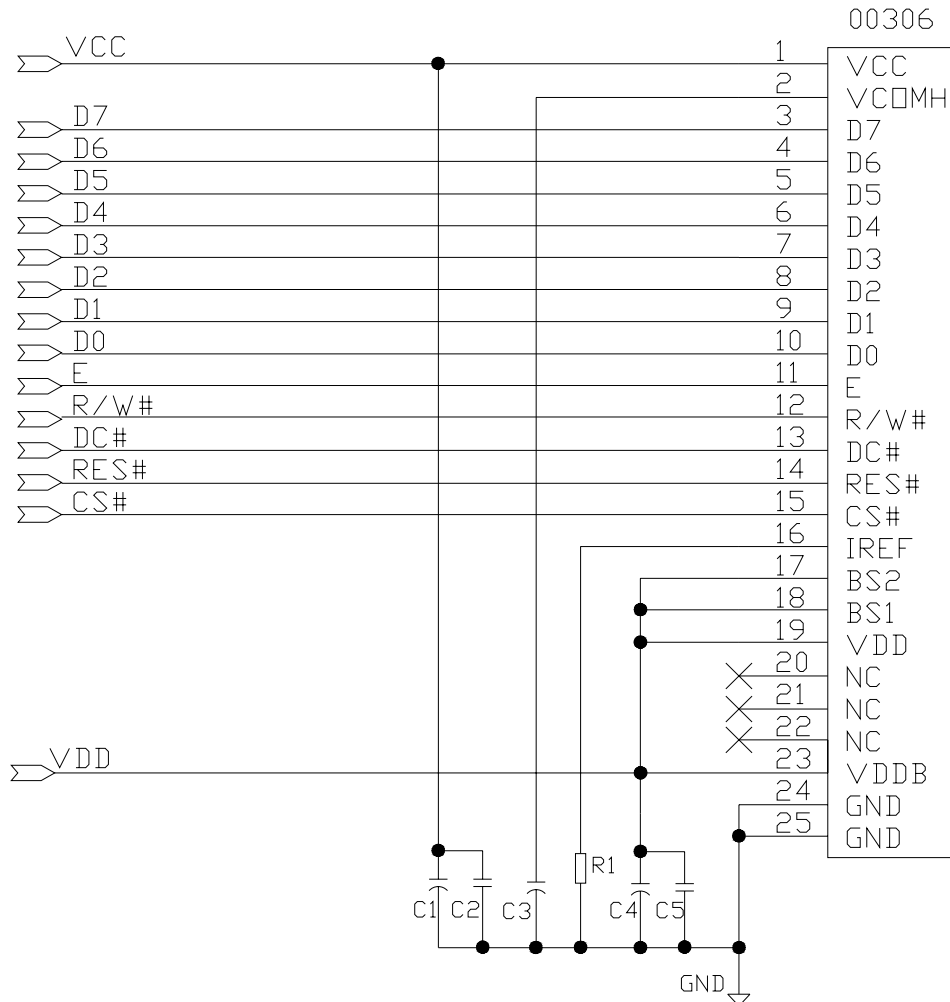 00306
VCC 1 VCC
2 VCOMH
D7 3 D7
D6 4 D6
D5 5 D5
D4 6 D4
D3 7 D3
D2 8 D2
D1 9 D1
D0 10 D0
E 11 E
R/W# 12 R/W#
DC# 13 DC#
RES# 14 RES#
CS# 15 CS#
16 IREF
17 BS2
18 BS1
19 VDD
20 NC
21 NC
22 NC
VDD 23 VDDB
24 GND
25 GND
R1
C1 C2 C3 C4 C5
GND